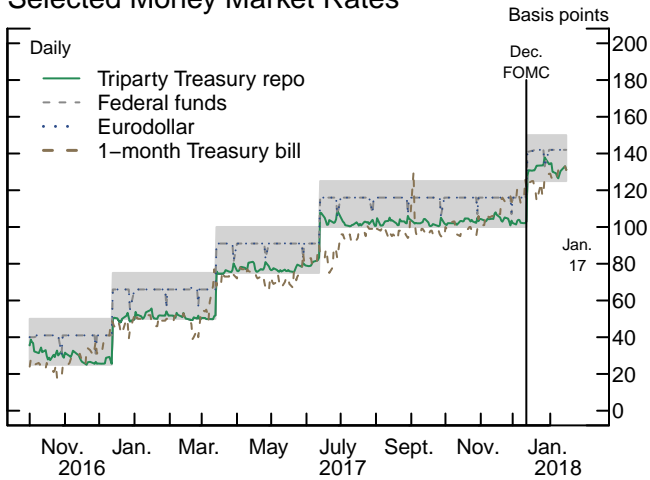 Selected Money Market Rates
Basis points
Daily
Triparty Treasury repo
Federal funds
Eurodollar
1−month Treasury bill
Dec.
FOMC
200
180
160
140
120
100
80
60
40
20
0
Jan.
17
Nov. Jan. Mar. May July Sept. Nov. Jan.
2016 2017 2018